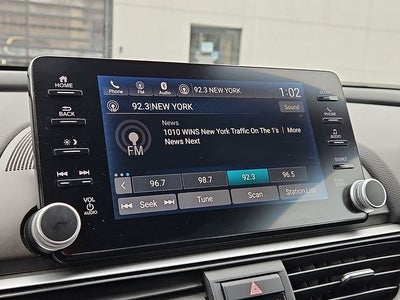 HOME
Phone FM Audio 92.3 NEW YORK 1:02
92.3|NEW YORK Sound
BACK
PHONE
News
1010 WINS New York Traffic On The 1's | More
News Next
FM
AUDIO
SOURCE
96.7 98.7 92.3 96.5
VOL
AUDIO
Seek Tune Scan Station List